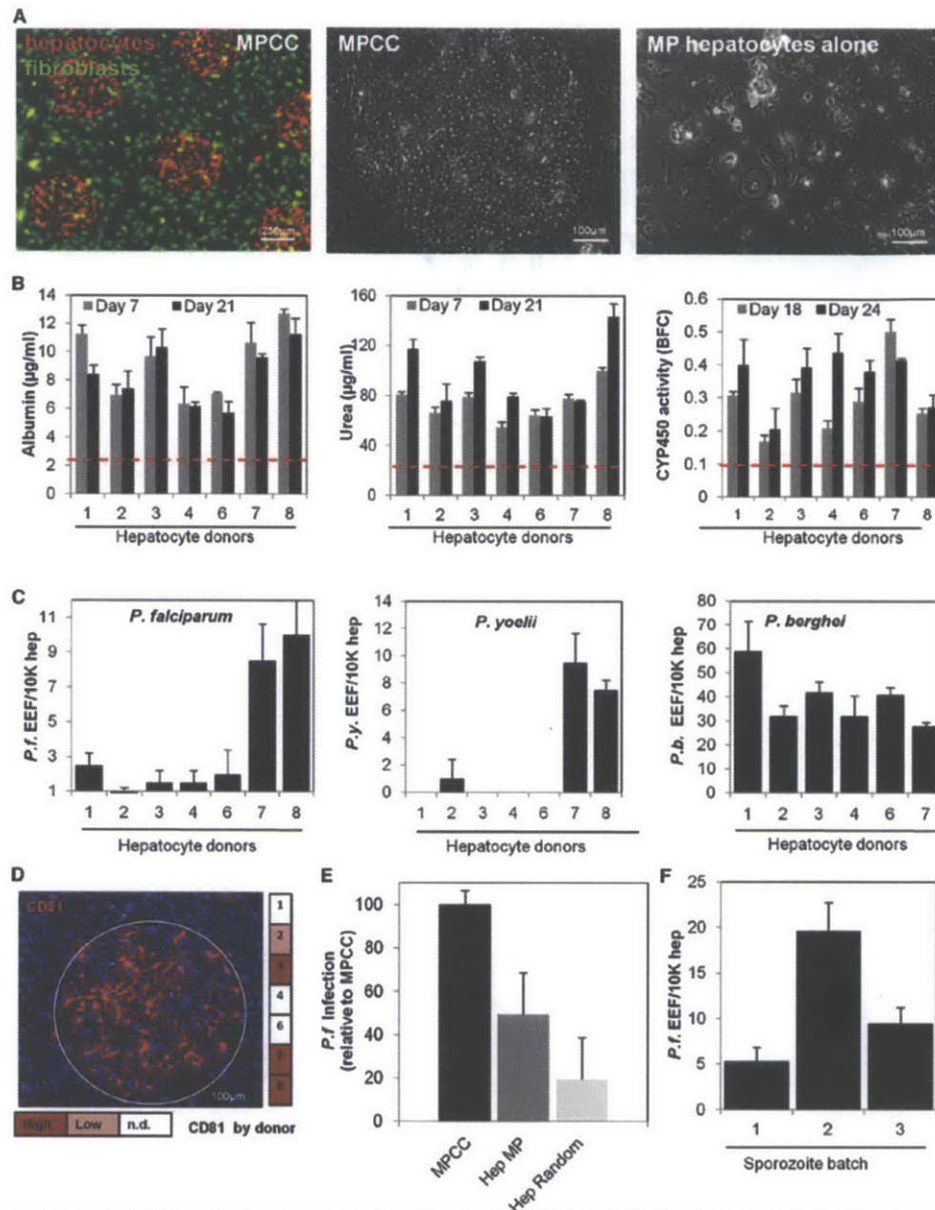 A
hepatocytes
fibroblasts
MPCC
250µm
MPCC
100µm
MP hepatocytes alone
100µm
B
Albumin (µg/ml)
14
12
10
8
6
4
2
0
Day 7
Day 21
1 2 3 4 6 7 8
Hepatocyte donors
Urea (µg/ml)
160
120
80
40
0
Day 7
Day 21
1 2 3 4 6 7 8
Hepatocyte donors
CYP450 activity (BFC)
0.6
0.5
0.4
0.3
0.2
0.1
0
Day 18
Day 24
1 2 3 4 6 7 8
Hepatocyte donors
C
P.f. EEF/10K hep
11
9
7
5
3
1
P. falciparum
1 2 3 4 6 7 8
Hepatocyte donors
P.y. EEF/10K hep
14
12
10
8
6
4
2
0
P. yoelii
1 2 3 4 6 7 8
Hepatocyte donors
P.b. EEF/10K hep
80
70
60
50
40
30
20
10
0
P. berghei
1 2 3 4 6 7
Hepatocyte donors
D
CD81
100µm
1
2
3
4
6
7
8
High
Low
n.d.
CD81 by donor
E
P.f Infection
(relative to MPCC)
100
80
60
40
20
0
MPCC
Hep MP
Hep Random
F
P.f. EEF/10K hep
25
20
15
10
5
0
1 2 3
Sporozoite batch